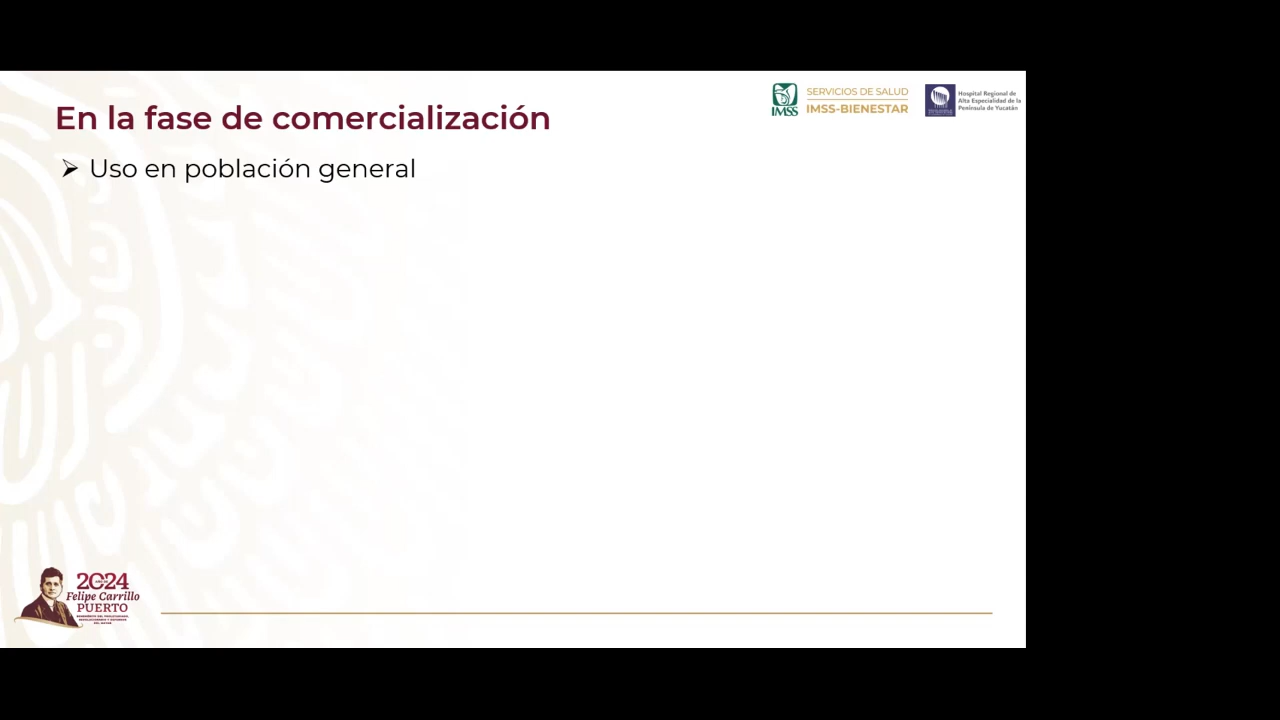 En la fase de comercialización
➢ Uso en población general
IMSS
SERVICIOS DE SALUD
IMSS-BIENESTAR
Hospital Regional de
Alta Especialidad de la
Península de Yucatán
2024
Felipe Carrillo
PUERTO